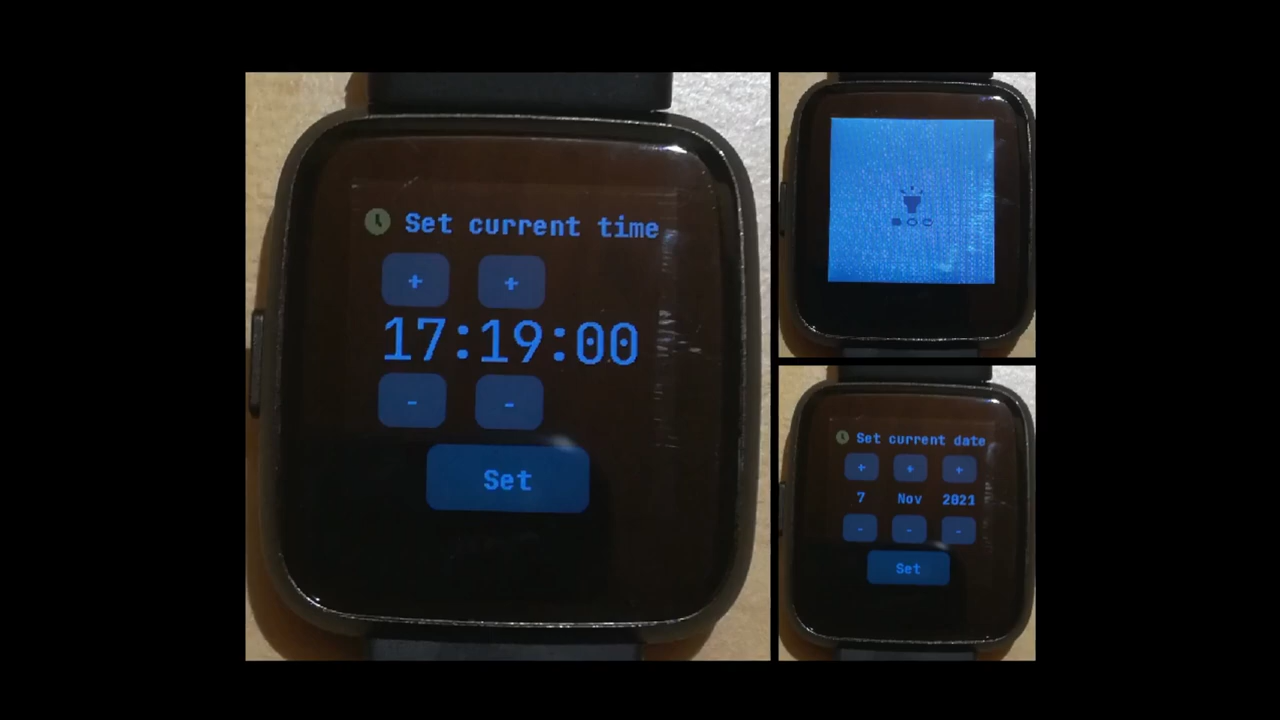 Set current time
+ +
17:19:00
- -
Set
Set current date
+ + +
7 Nov 2021
- - -
Set